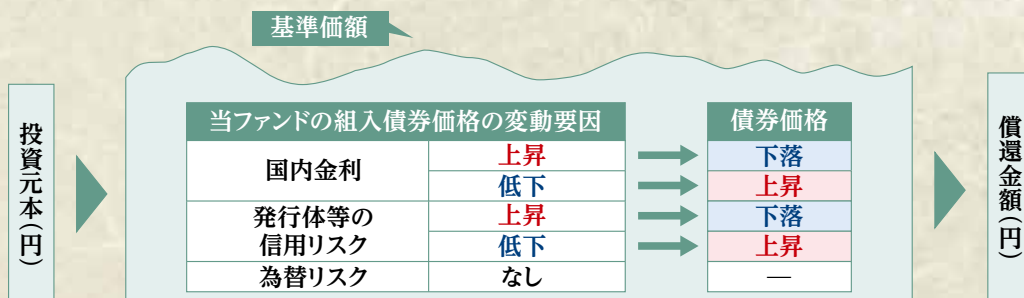 基準価額
投資元本(円)
当ファンドの組入債券価格の変動要因
債券価格
国内金利
上昇
下落
低下
上昇
発行体等の
信用リスク
上昇
下落
低下
上昇
為替リスク
なし
―
償還金額(円)